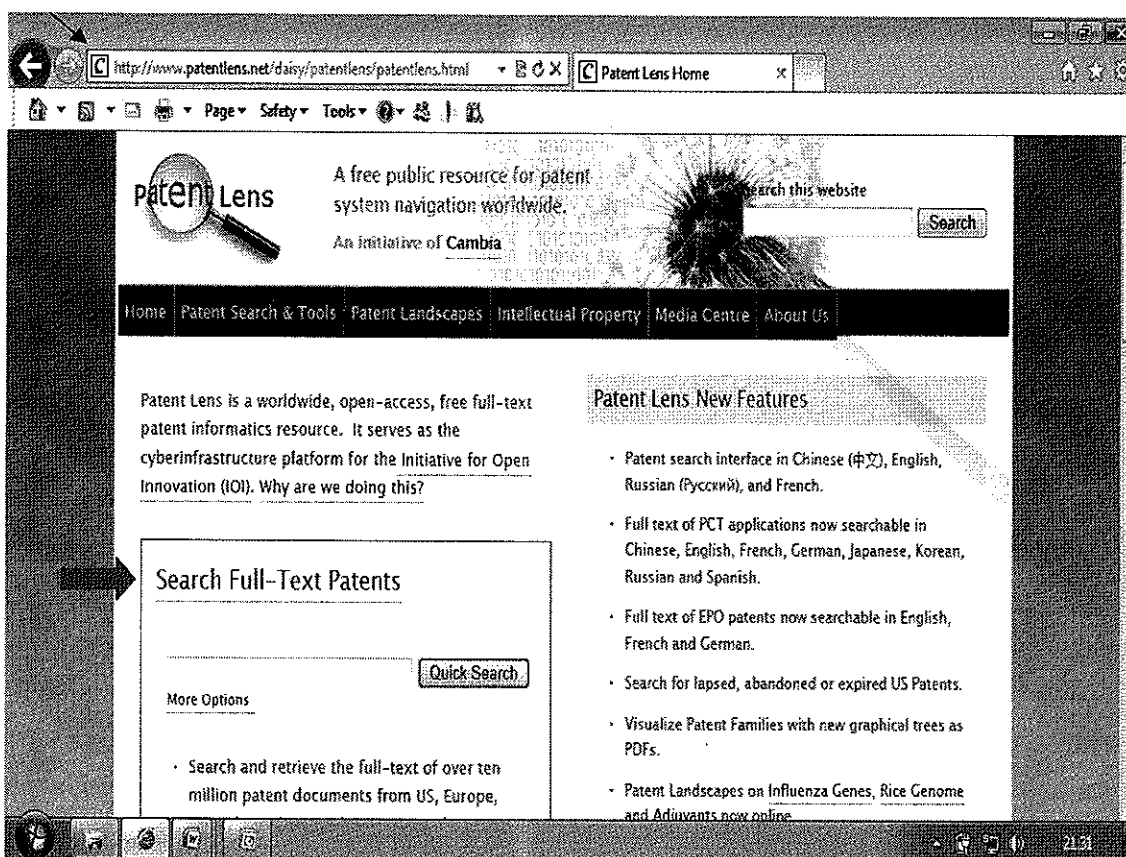 http://www.patentlens.net/daisy/patentlens/patentlens.html
Patent Lens Home
Page Safety Tools
Patent Lens
A free public resource for patent
system navigation worldwide.
An initiative of Cambia
earch this website
Search
Home Patent Search & Tools Patent Landscapes Intellectual Property Media Centre About Us
Patent Lens is a worldwide, open-access, free full-text
patent informatics resource. It serves as the
cyberinfrastructure platform for the Initiative for Open
Innovation (IOI). Why are we doing this?
Search Full-Text Patents
Quick Search
More Options
· Search and retrieve the full-text of over ten
million patent documents from US, Europe,
Patent Lens New Features
· Patent search interface in Chinese (中文), English,
Russian (Русский), and French.
· Full text of PCT applications now searchable in
Chinese, English, French, German, Japanese, Korean,
Russian and Spanish.
· Full text of EPO patents now searchable in English,
French and German.
· Search for lapsed, abandoned or expired US Patents.
· Visualize Patent Families with new graphical trees as
PDFs.
· Patent Landscapes on Influenza Genes, Rice Genome
and Adjuvants now online
21:31